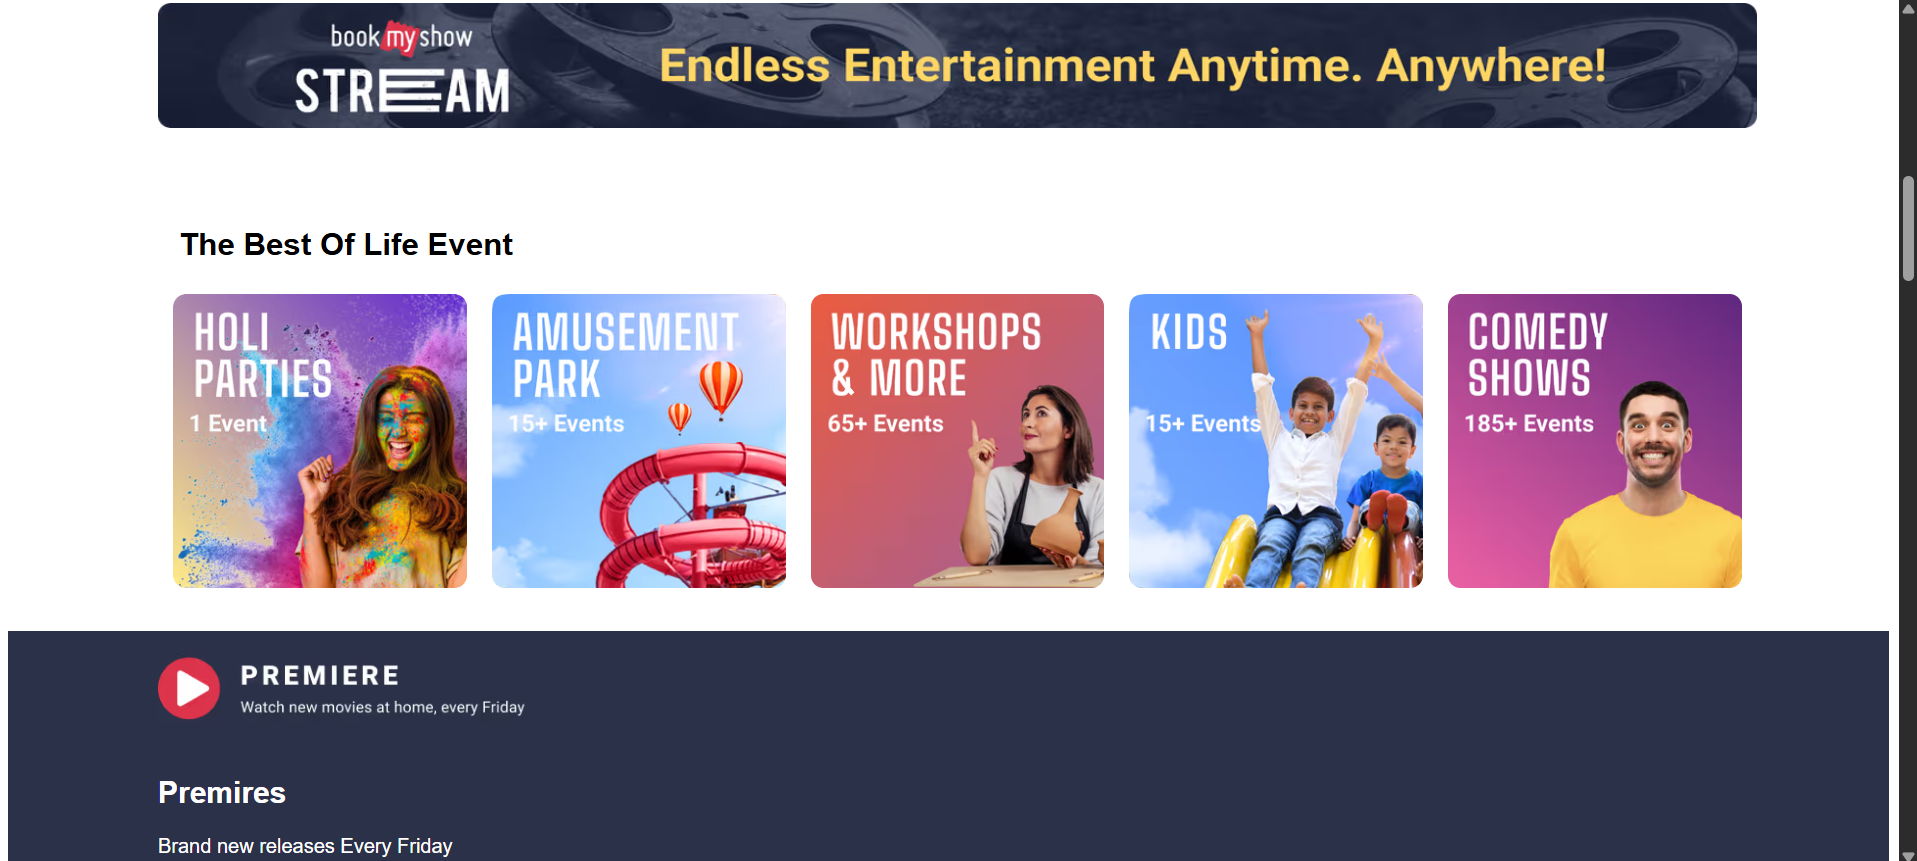 book my show
STREAM
Endless Entertainment Anytime. Anywhere!
The Best Of Life Event
HOLI
PARTIES
1 Event
AMUSEMENT
PARK
15+ Events
WORKSHOPS
& MORE
65+ Events
KIDS
15+ Events
COMEDY
SHOWS
185+ Events
PREMIERE
Watch new movies at home, every Friday
Premires
Brand new releases Every Friday